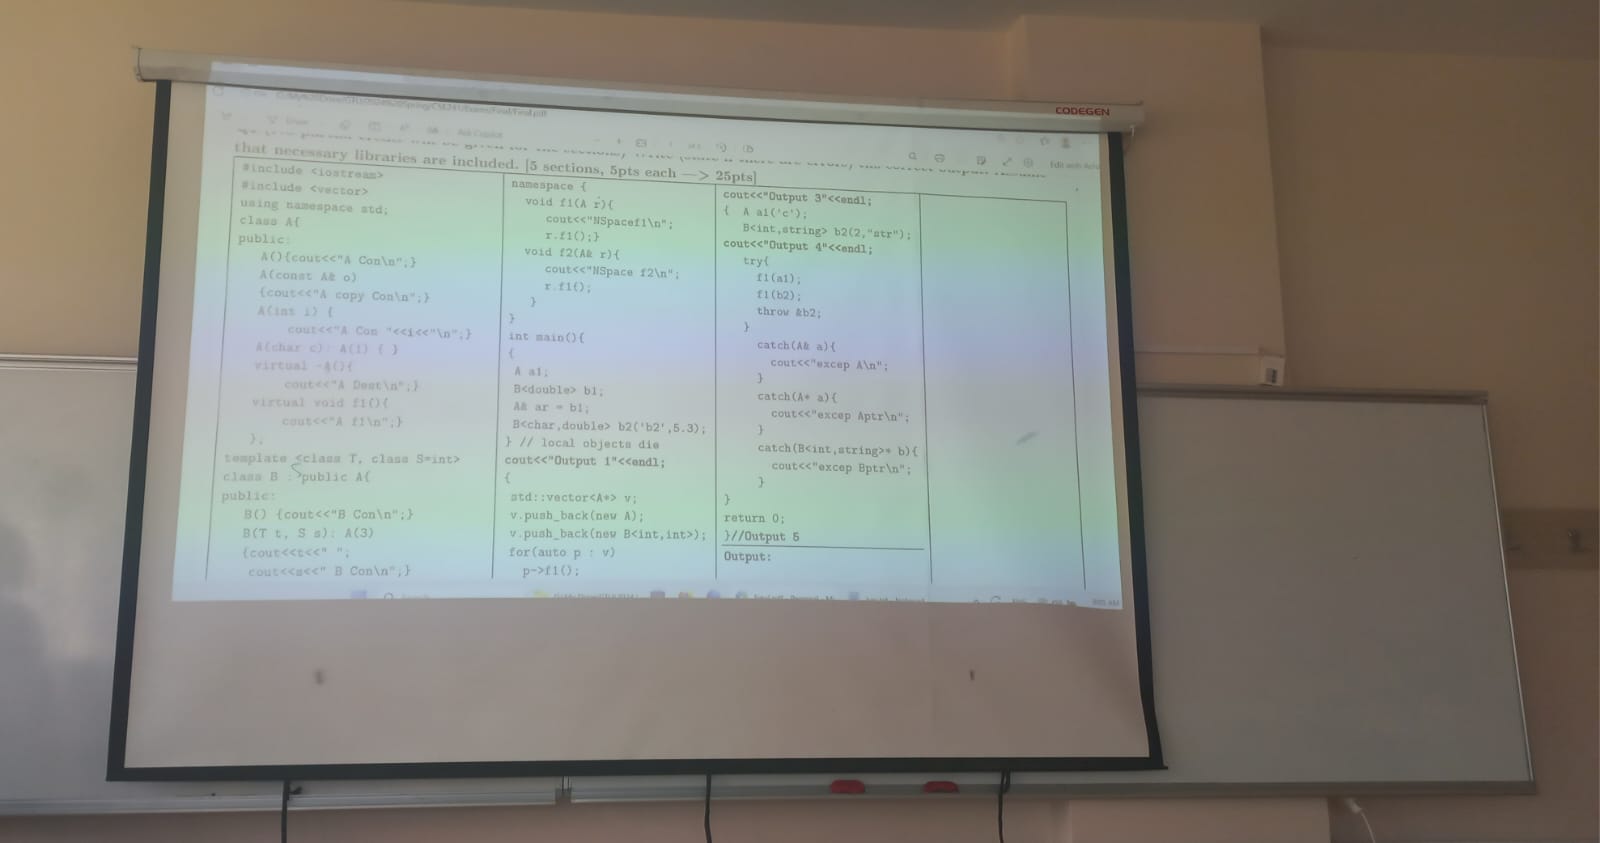 CODEGEN
Ask Copilot
that necessary libraries are included. [5 sections, 5pts each —> 25pts]
#include <iostream>
#include <vector>
using namespace std;
class A{
public:
A(){cout<<"A Con\n";}
A(const A& o)
{cout<<"A copy Con\n";}
A(int i) {
cout<<"A Con "<<i<<"\n";}
A(char c): A(1) { }
virtual ~A(){
cout<<"A Dest\n";}
virtual void f1(){
cout<<"A f1\n";}
};
template <class T, class S=int>
class B : public A{
public:
B() {cout<<"B Con\n";}
B(T t, S s): A(3)
{cout<<t<<" ";
cout<<s<<" B Con\n";}
namespace {
void f1(A r){
cout<<"NSpacef1\n";
r.f1();}
void f2(A& r){
cout<<"NSpace f2\n";
r.f1();
}
}
int main(){
{
A a1;
B<double> b1;
A& ar = b1;
B<char,double> b2('b2',5.3);
} // local objects die
cout<<"Output 1"<<endl;
{
std::vector<A*> v;
v.push_back(new A);
v.push_back(new B<int,int>);
for(auto p : v)
p->f1();
cout<<"Output 3"<<endl;
{ A a1('c');
B<int,string> b2(2,"str");
cout<<"Output 4"<<endl;
try{
f1(a1);
f1(b2);
throw &b2;
}
catch(A& a){
cout<<"excep A\n";
}
catch(A* a){
cout<<"excep Aptr\n";
}
catch(B<int,string>* b){
cout<<"excep Bptr\n";
}
}
return 0;
}//Output 5
Output: